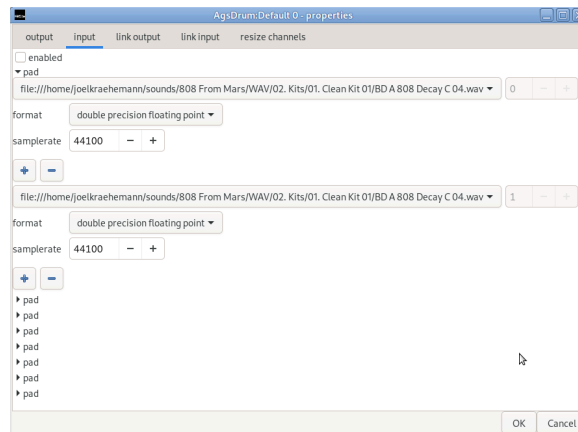 AgsDrum:Default 0 - properties
output input link output link input resize channels
enabled
pad
file:///home/joelkraehemann/sounds/808 From Mars/WAV/02. Kits/01. Clean Kit 01/BD A 808 Decay C 04.wav 0 − +
format double precision floating point
samplerate 44100 − +
+ −
file:///home/joelkraehemann/sounds/808 From Mars/WAV/02. Kits/01. Clean Kit 01/BD A 808 Decay C 04.wav 1 − +
format double precision floating point
samplerate 44100 − +
+ −
pad
pad
pad
pad
pad
pad
pad
OK Cancel